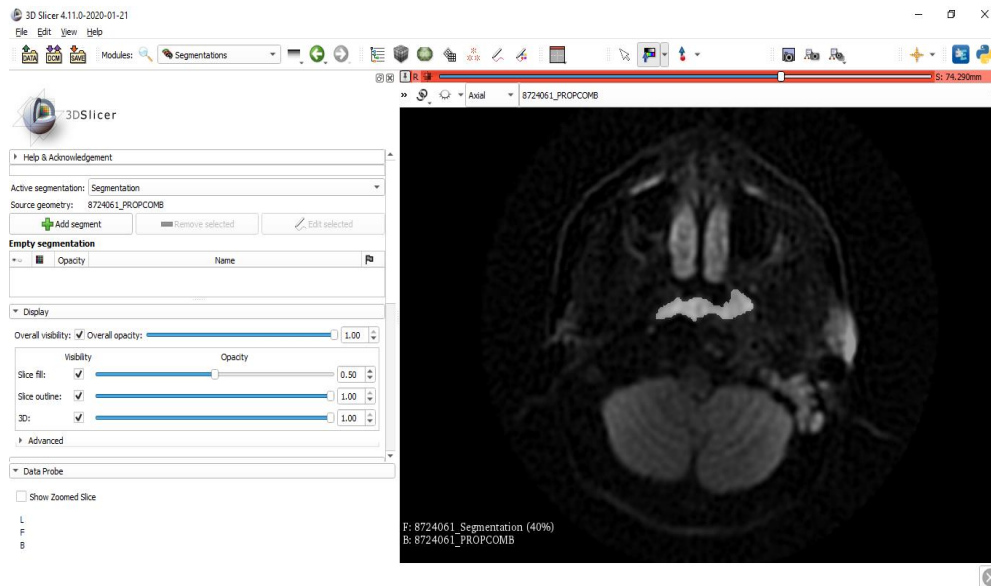 3D Slicer 4.11.0-2020-01-21
File Edit View Help
DATA DCM SAVE Modules: Segmentations
R S: 74.290mm
Axial 8724061_PROPCOMB
3DSlicer
Help & Acknowledgement
Active segmentation: Segmentation
Source geometry: 8724061_PROPCOMB
Add segment Remove selected Edit selected
Empty segmentation
Opacity Name
Display
Overall visibility: Overall opacity: 1.00
Visibility Opacity
Slice fill: 0.50
Slice outline: 1.00
3D: 1.00
Advanced
Data Probe
Show Zoomed Slice
L
F
B
F: 8724061_Segmentation (40%)
B: 8724061_PROPCOMB